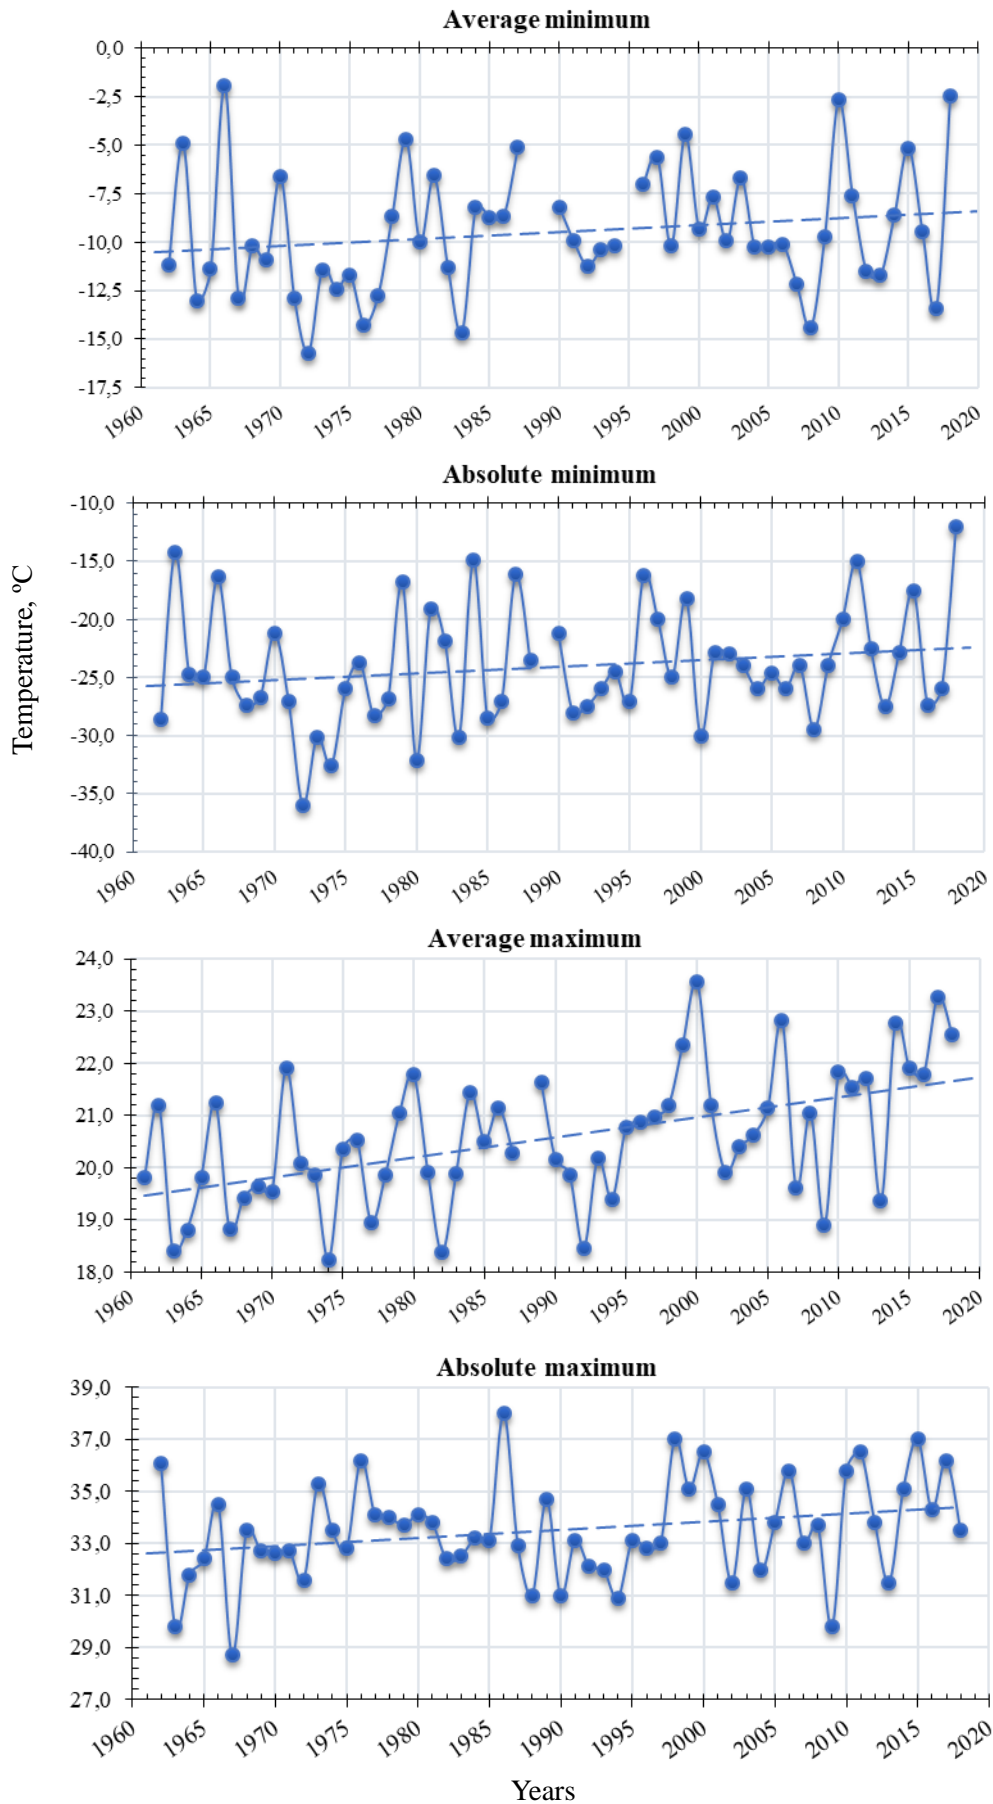 Average minimum
0,0
-2,5
-5,0
-7,5
-10,0
-12,5
-15,0
-17,5
1960 1965 1970 1975 1980 1985 1990 1995 2000 2005 2010 2015 2020
Absolute minimum
-10,0
-15,0
-20,0
-25,0
-30,0
-35,0
-40,0
1960 1965 1970 1975 1980 1985 1990 1995 2000 2005 2010 2015 2020
Temperature, ºC
Average maximum
24,0
23,0
22,0
21,0
20,0
19,0
18,0
1960 1965 1970 1975 1980 1985 1990 1995 2000 2005 2010 2015 2020
Absolute maximum
39,0
37,0
35,0
33,0
31,0
29,0
27,0
1960 1965 1970 1975 1980 1985 1990 1995 2000 2005 2010 2015 2020
Years